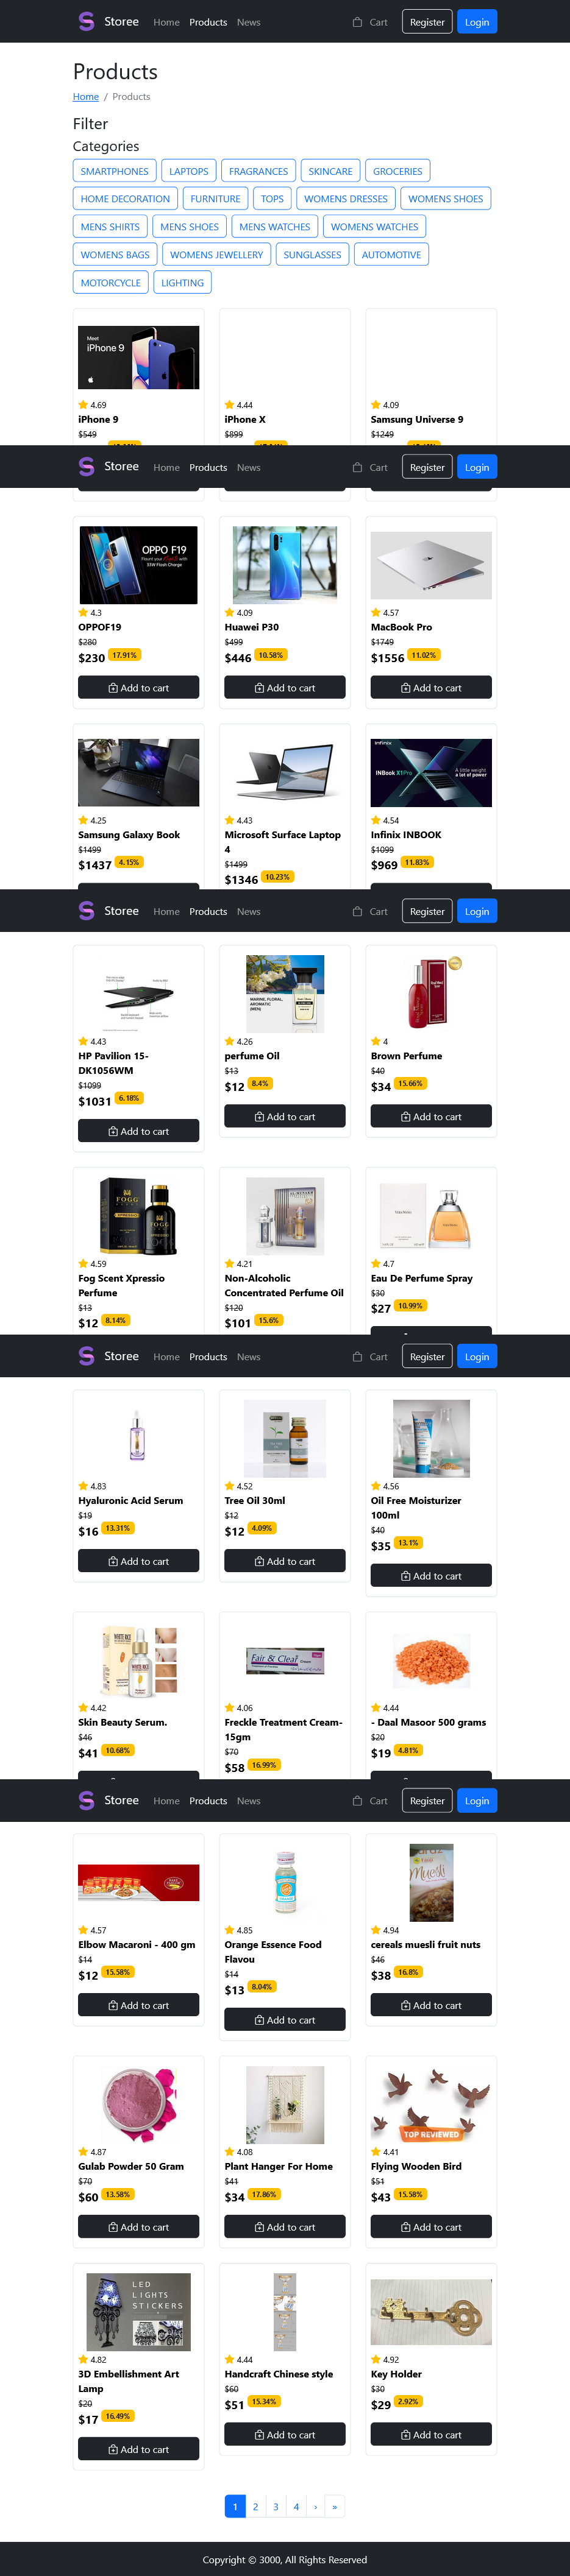 Storee Home Products News Cart Register Login
Products
Home / Products
Filter
Categories
SMARTPHONES LAPTOPS FRAGRANCES SKINCARE GROCERIES
HOME DECORATION FURNITURE TOPS WOMENS DRESSES WOMENS SHOES
MENS SHIRTS MENS SHOES MENS WATCHES WOMENS WATCHES
WOMENS BAGS WOMENS JEWELLERY SUNGLASSES AUTOMOTIVE
MOTORCYCLE LIGHTING
Meet
iPhone 9
4.69 4.44 4.09
iPhone 9 iPhone X Samsung Universe 9
$549 $899 $1249
Storee Home Products News Cart Register Login
OPPO F19
4.3 4.09 4.57
OPPOF19 Huawei P30 MacBook Pro
$280 $499 $1749
$230 17.91% $446 10.58% $1556 11.02%
Add to cart Add to cart Add to cart
Infinix
INBook X1Pro
A little weight
a lot of power
4.25 4.43 4.54
Samsung Galaxy Book Microsoft Surface Laptop Infinix INBOOK
4
$1499 $1499 $1099
$1437 4.15% $1346 10.23% $969 11.83%
Storee Home Products News Cart Register Login
MARINE, FLORAL,
AROMATIC
(MEN)
4.43 4.26 4
HP Pavilion 15- perfume Oil Brown Perfume
DK1056WM
$1099 $13 $40
$1031 6.18% $12 8.4% $34 15.66%
Add to cart Add to cart Add to cart
FOGG
FOGG
4.59 4.21 4.7
Fog Scent Xpressio Non-Alcoholic Eau De Perfume Spray
Perfume Concentrated Perfume Oil
$13 $120 $30
$12 8.14% $101 15.6% $27 10.99%
Storee Home Products News Cart Register Login
4.83 4.52 4.56
Hyaluronic Acid Serum Tree Oil 30ml Oil Free Moisturizer
100ml
$19 $12 $40
$16 13.31% $12 4.09% $35 13.1%
Add to cart Add to cart Add to cart
WHITE RICE
Fair & Clear
4.42 4.06 4.44
Skin Beauty Serum. Freckle Treatment Cream- - Daal Masoor 500 grams
15gm
$46 $70 $20
$41 10.68% $58 16.99% $19 4.81%
Storee Home Products News Cart Register Login
Muesli
4.57 4.85 4.94
Elbow Macaroni - 400 gm Orange Essence Food cereals muesli fruit nuts
Flavou
$14 $14 $46
$12 15.58% $13 8.04% $38 16.8%
Add to cart Add to cart Add to cart
TOP REVIEWED
4.87 4.08 4.41
Gulab Powder 50 Gram Plant Hanger For Home Flying Wooden Bird
$70 $41 $51
$60 13.58% $34 17.86% $43 15.58%
Add to cart Add to cart Add to cart
LED
LIGHTS
STICKERS
4.82 4.44 4.92
3D Embellishment Art Handcraft Chinese style Key Holder
Lamp
$20 $60 $30
$17 16.49% $51 15.34% $29 2.92%
Add to cart Add to cart Add to cart
1 2 3 4 › »
Copyright © 3000, All Rights Reserved